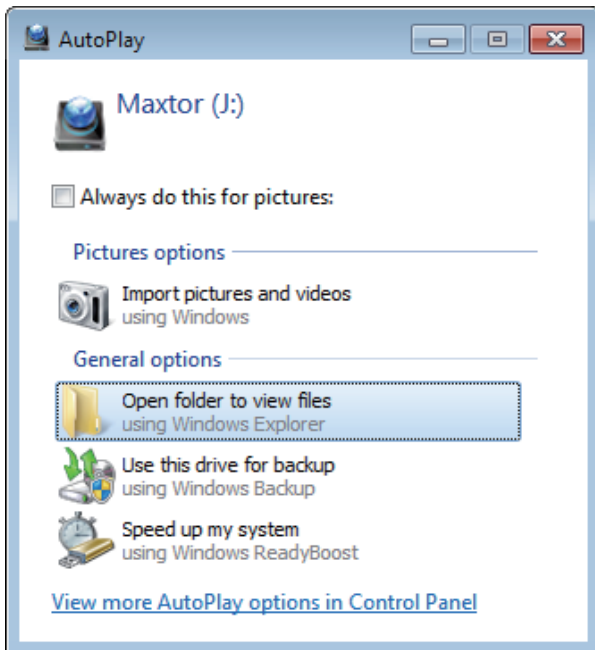 AutoPlay
Maxtor (J:)
Always do this for pictures:
Pictures options
Import pictures and videos
using Windows
General options
Open folder to view files
using Windows Explorer
Use this drive for backup
using Windows Backup
Speed up my system
using Windows ReadyBoost
View more AutoPlay options in Control Panel